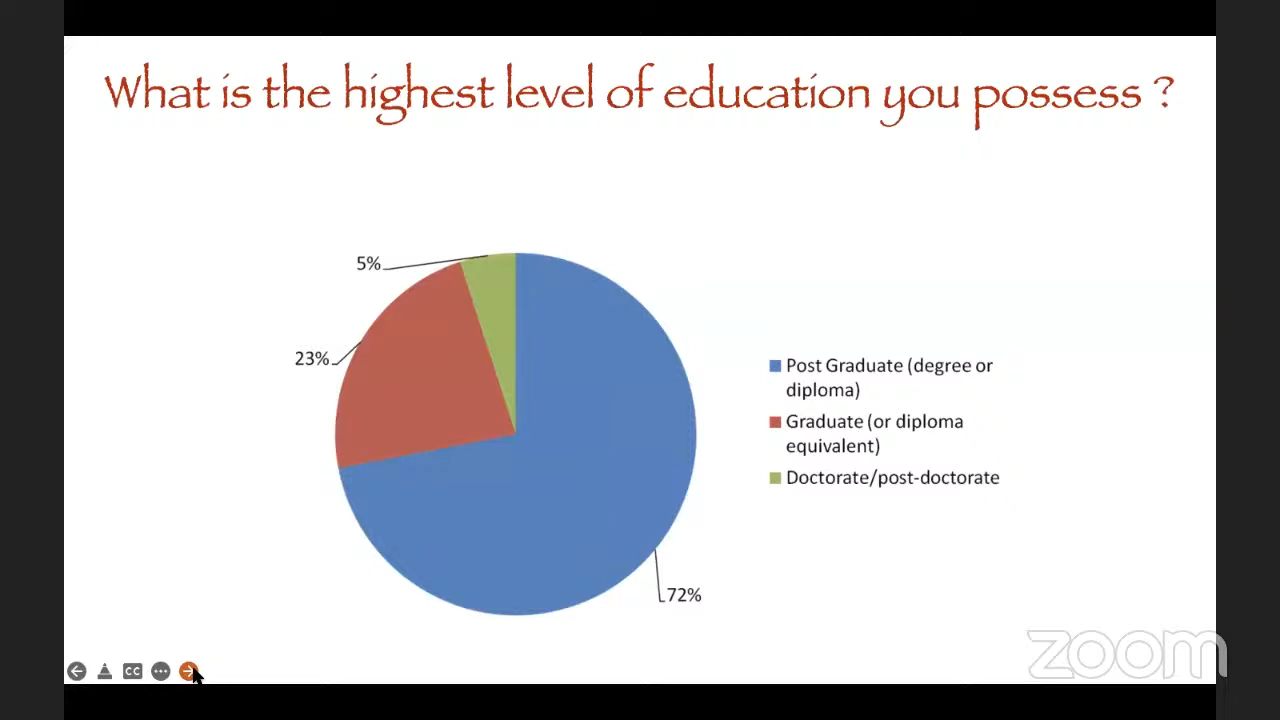 What is the highest level of education you possess ?
5%
23%
Post Graduate (degree or
diploma)
Graduate (or diploma
equivalent)
Doctorate/post-doctorate
72%
CC
zoom